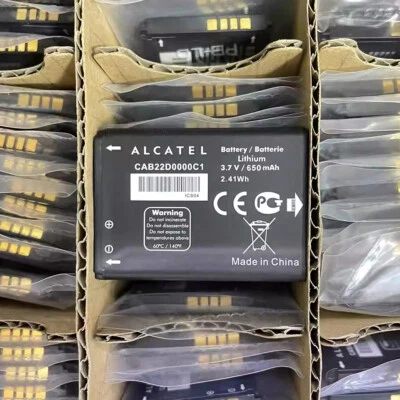 ALCATEL
CAB22D0000C1
Battery / Batterie
Lithium
3.7 V / 650 mAh
2.41Wh
Warning
Do not incinerate
Do not disassemble
Do not expose to
temperatures above
60°C / 140°F
CE
Made in China